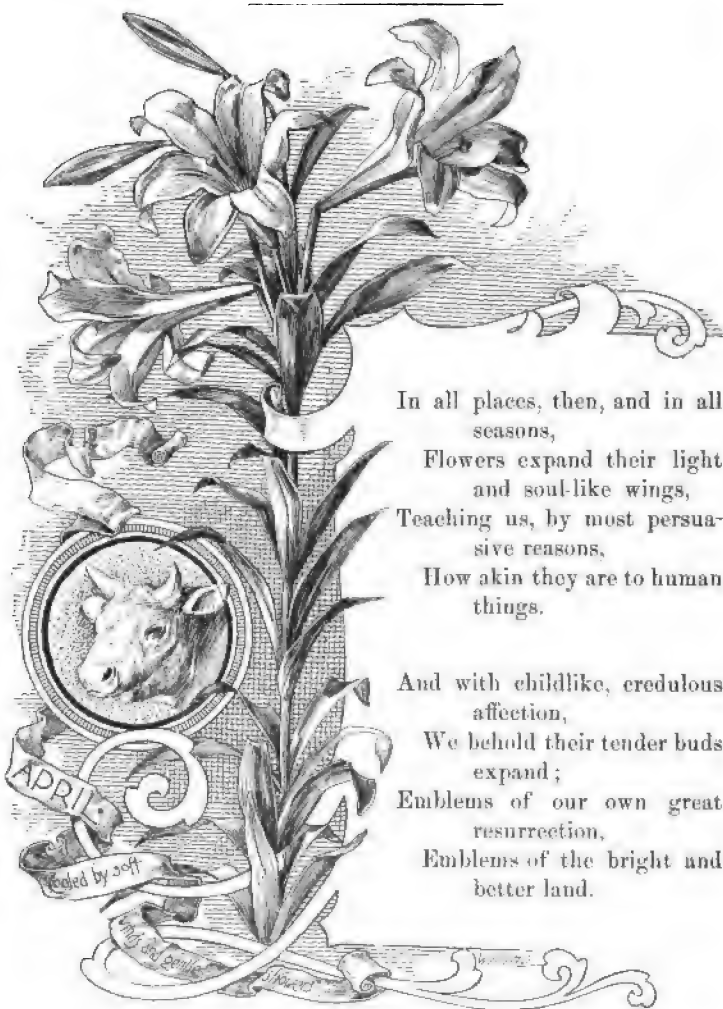 In all places, then, and in all
seasons,
Flowers expand their light
and soul-like wings,
Teaching us, by most persua-
sive reasons,
How akin they are to human
things.
And with childlike, credulous
affection,
We behold their tender buds
expand;
Emblems of our own great
resurrection,
Emblems of the bright and
better land.
APRIL
by soft
and gentle showers